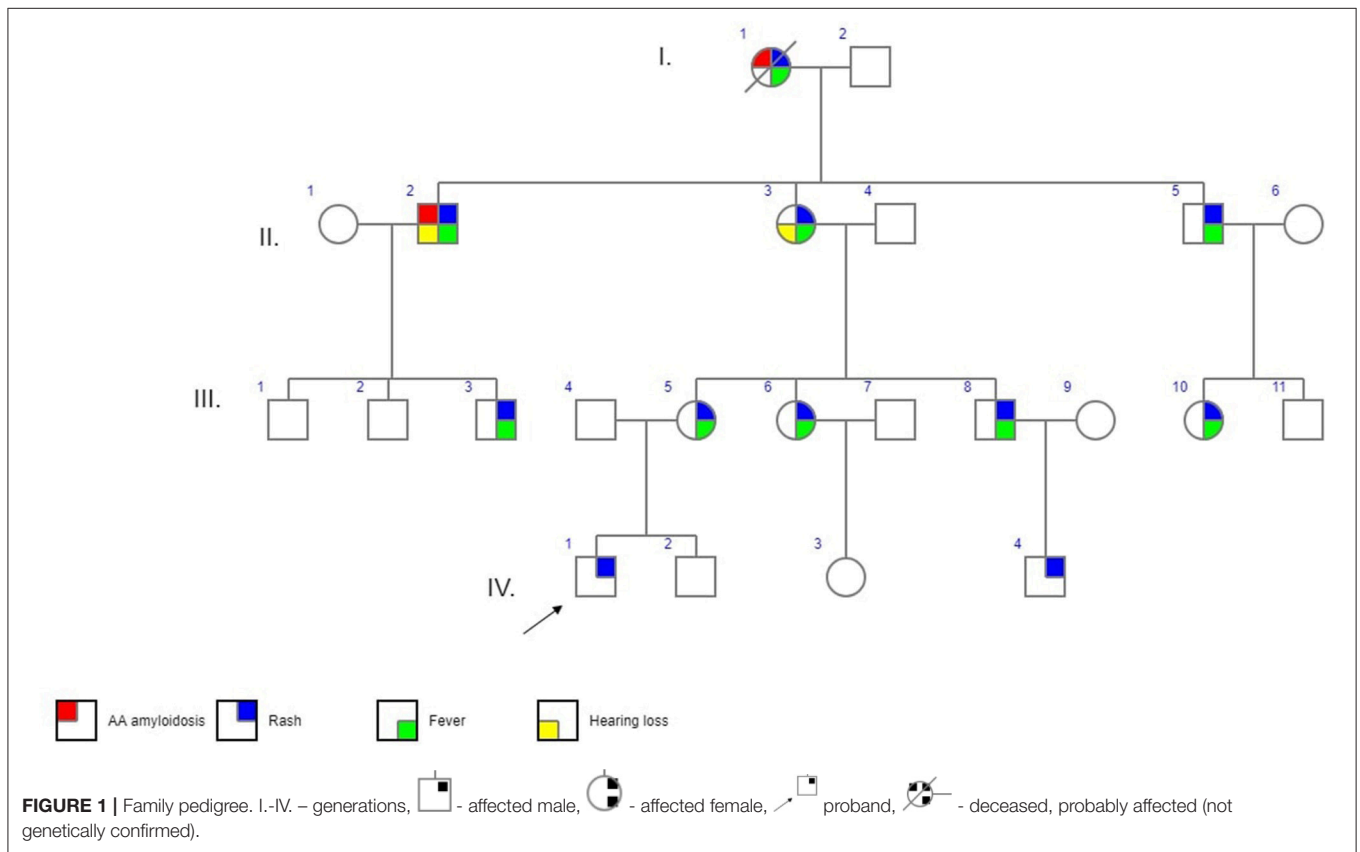 1 2
I.
1 2 3 4 5 6
II.
1 2 3 4 5 6 7 8 9 10 11
III.
1 2 3 4
IV.
AA amyloidosis Rash Fever Hearing loss
FIGURE 1 | Family pedigree. I.-IV. – generations, - affected male, - affected female, proband, - deceased, probably affected (not
genetically confirmed).